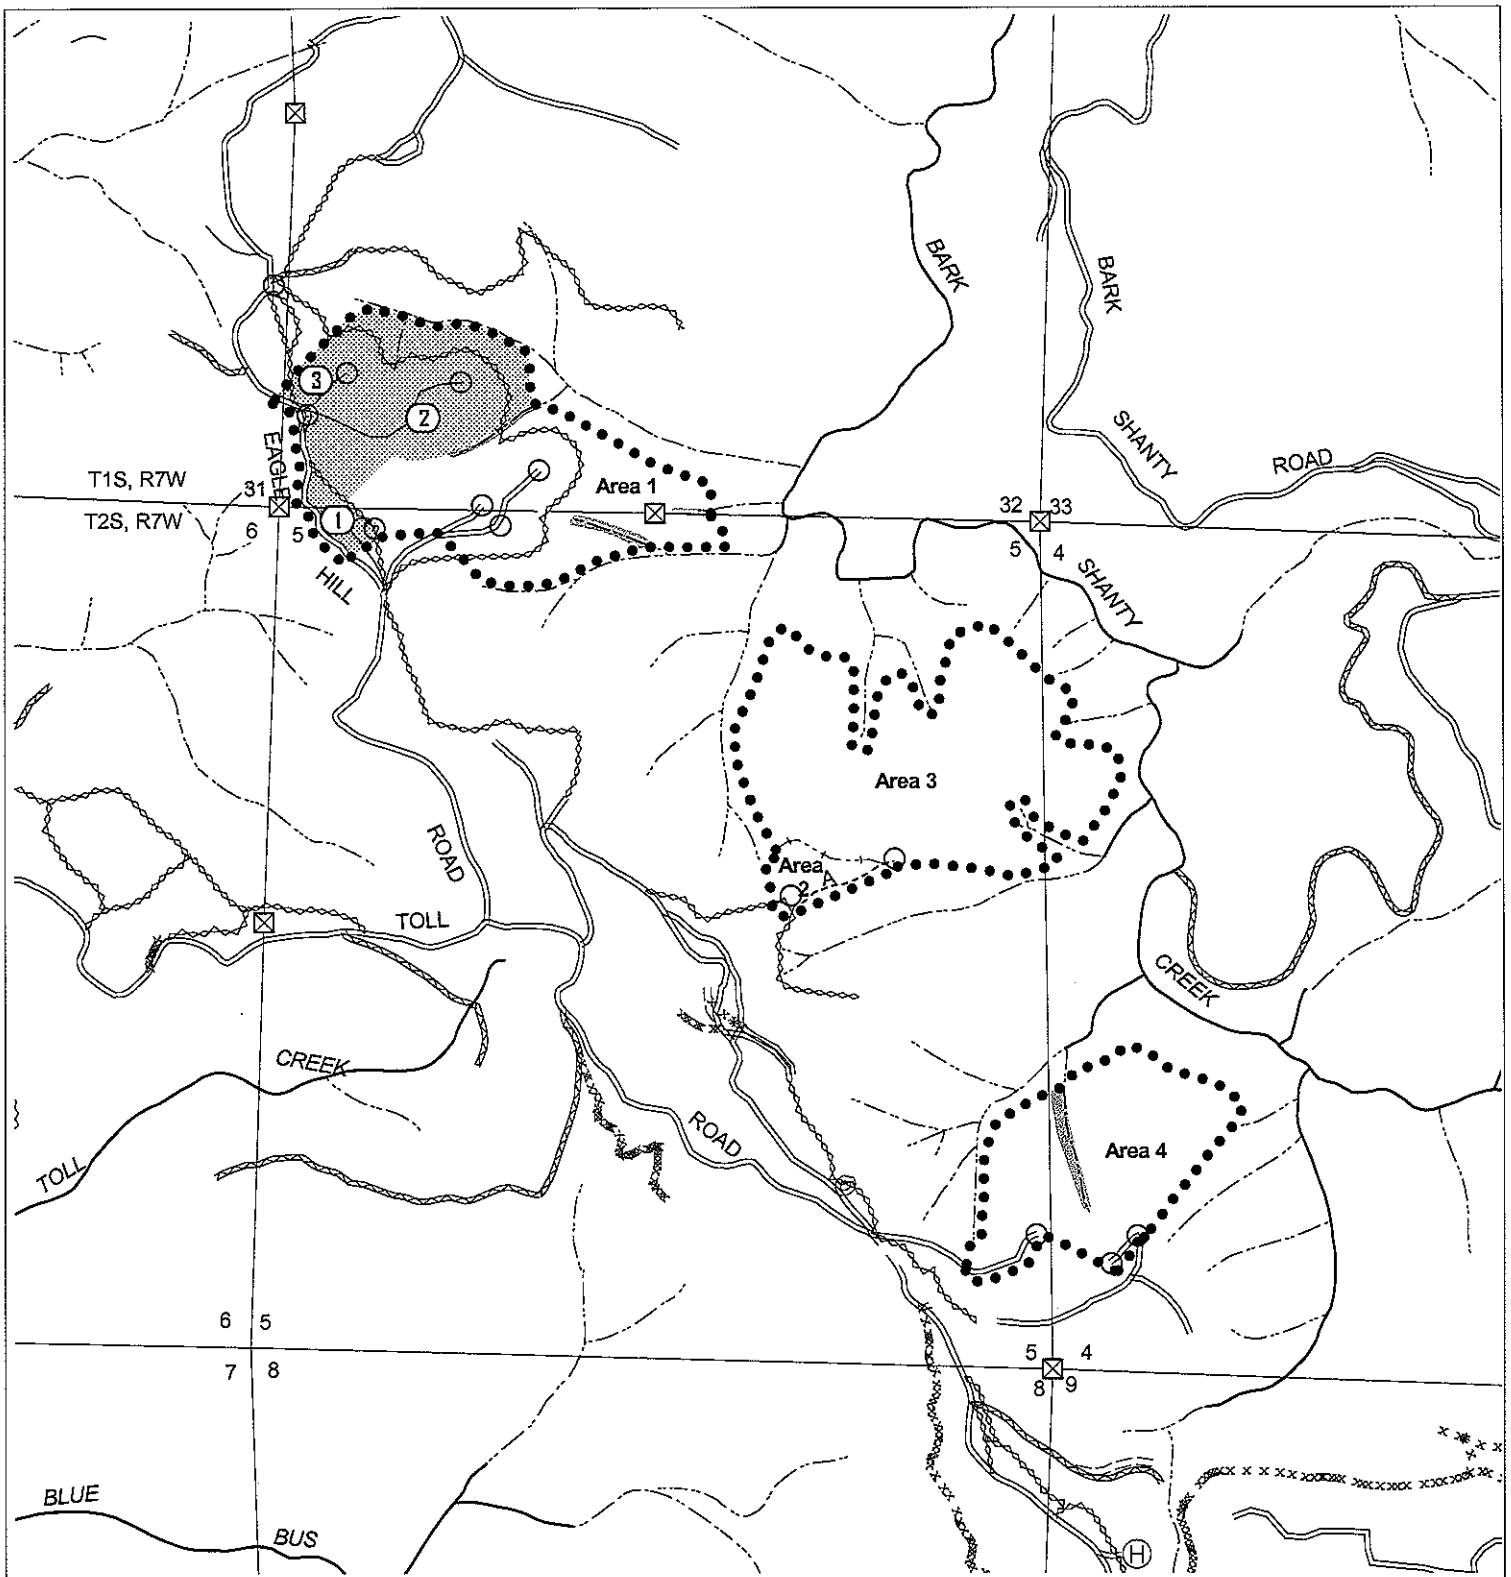 BARK
BARK
3
2
EAGLE
SHANTY
ROAD
T1S, R7W
31
Area 1
T2S, R7W
6
5
1
32
33
5
4
HILL
SHANTY
Area 3
ROAD
Area
2
A
TOLL
CREEK
CREEK
ROAD
TOLL
Area 4
6
5
7
8
5
4
8
9
BLUE
BUS
H